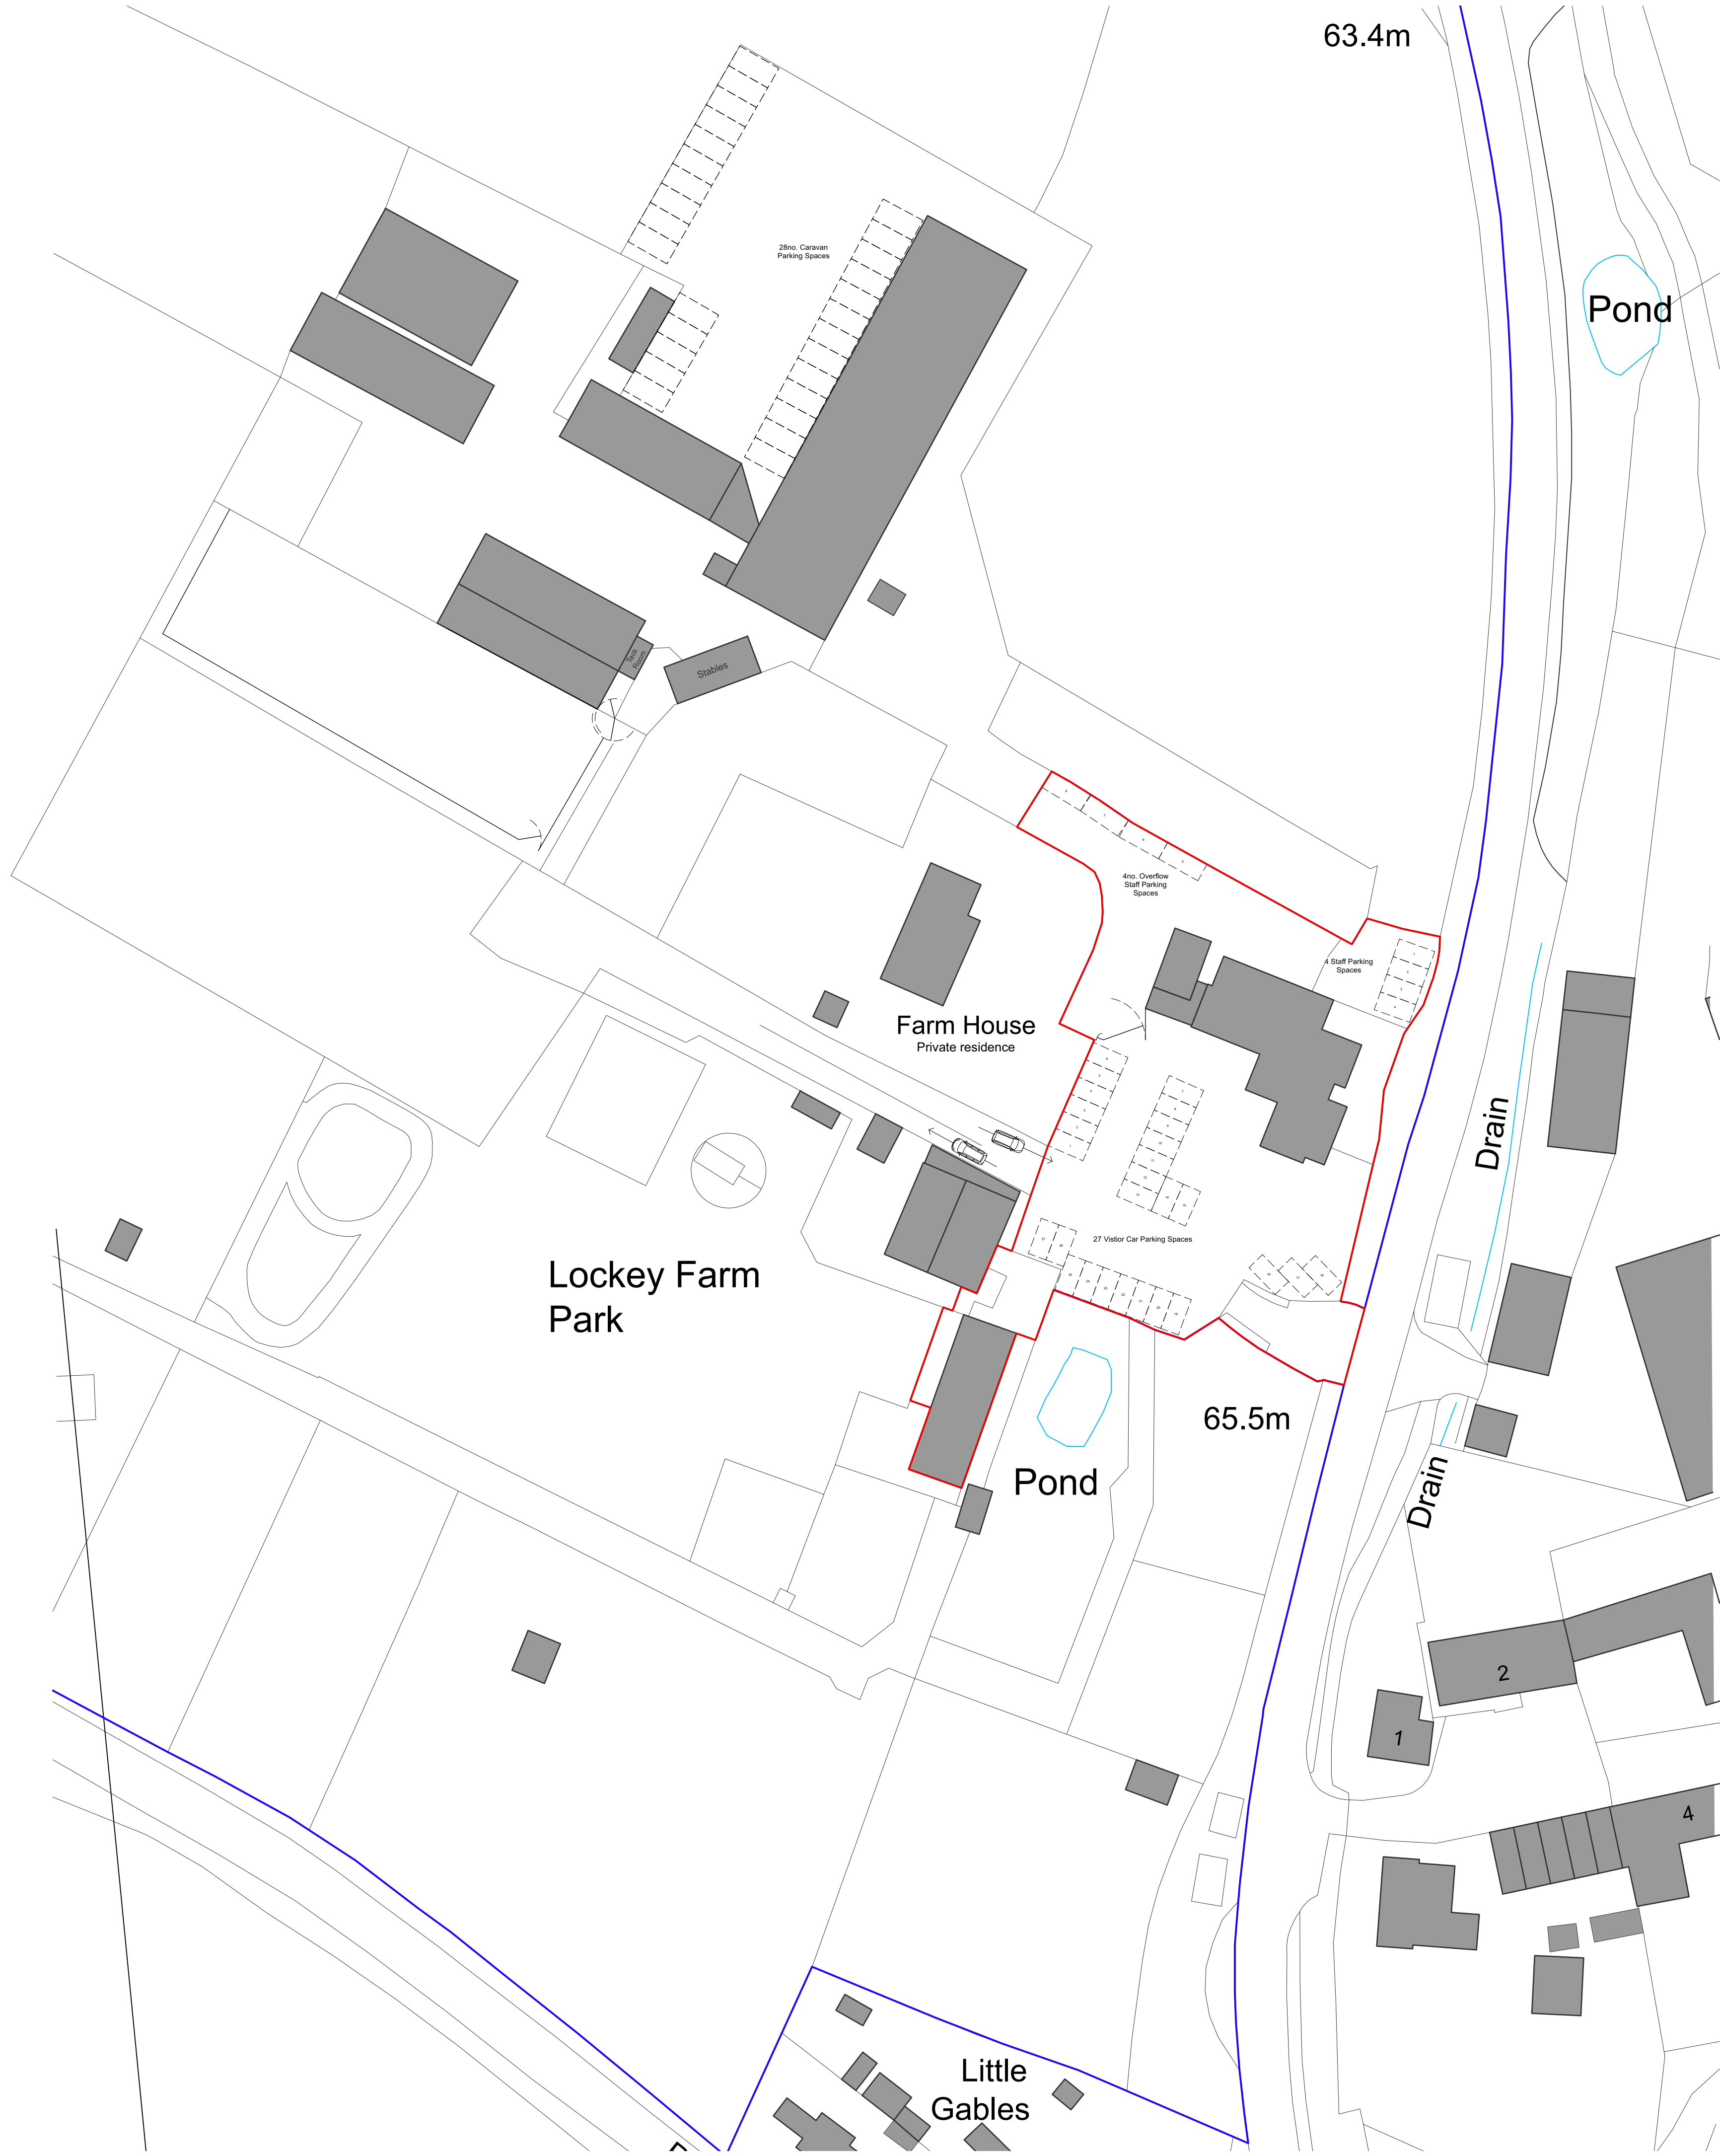 63.4m
28no. Caravan
Parking Spaces
Pond
Tack
Room
Stables
4no. Overflow
Staff Parking
Spaces
4 Staff Parking
Spaces
Farm House
Private residence
Drain
27 Vistior Car Parking Spaces
Lockey Farm
Park
65.5m
Pond
Drain
2
1
4
Little
Gables